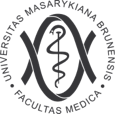 UNIVERSITAS MASARYKIANA BRUNENSIS
• FACULTAS MEDICA •